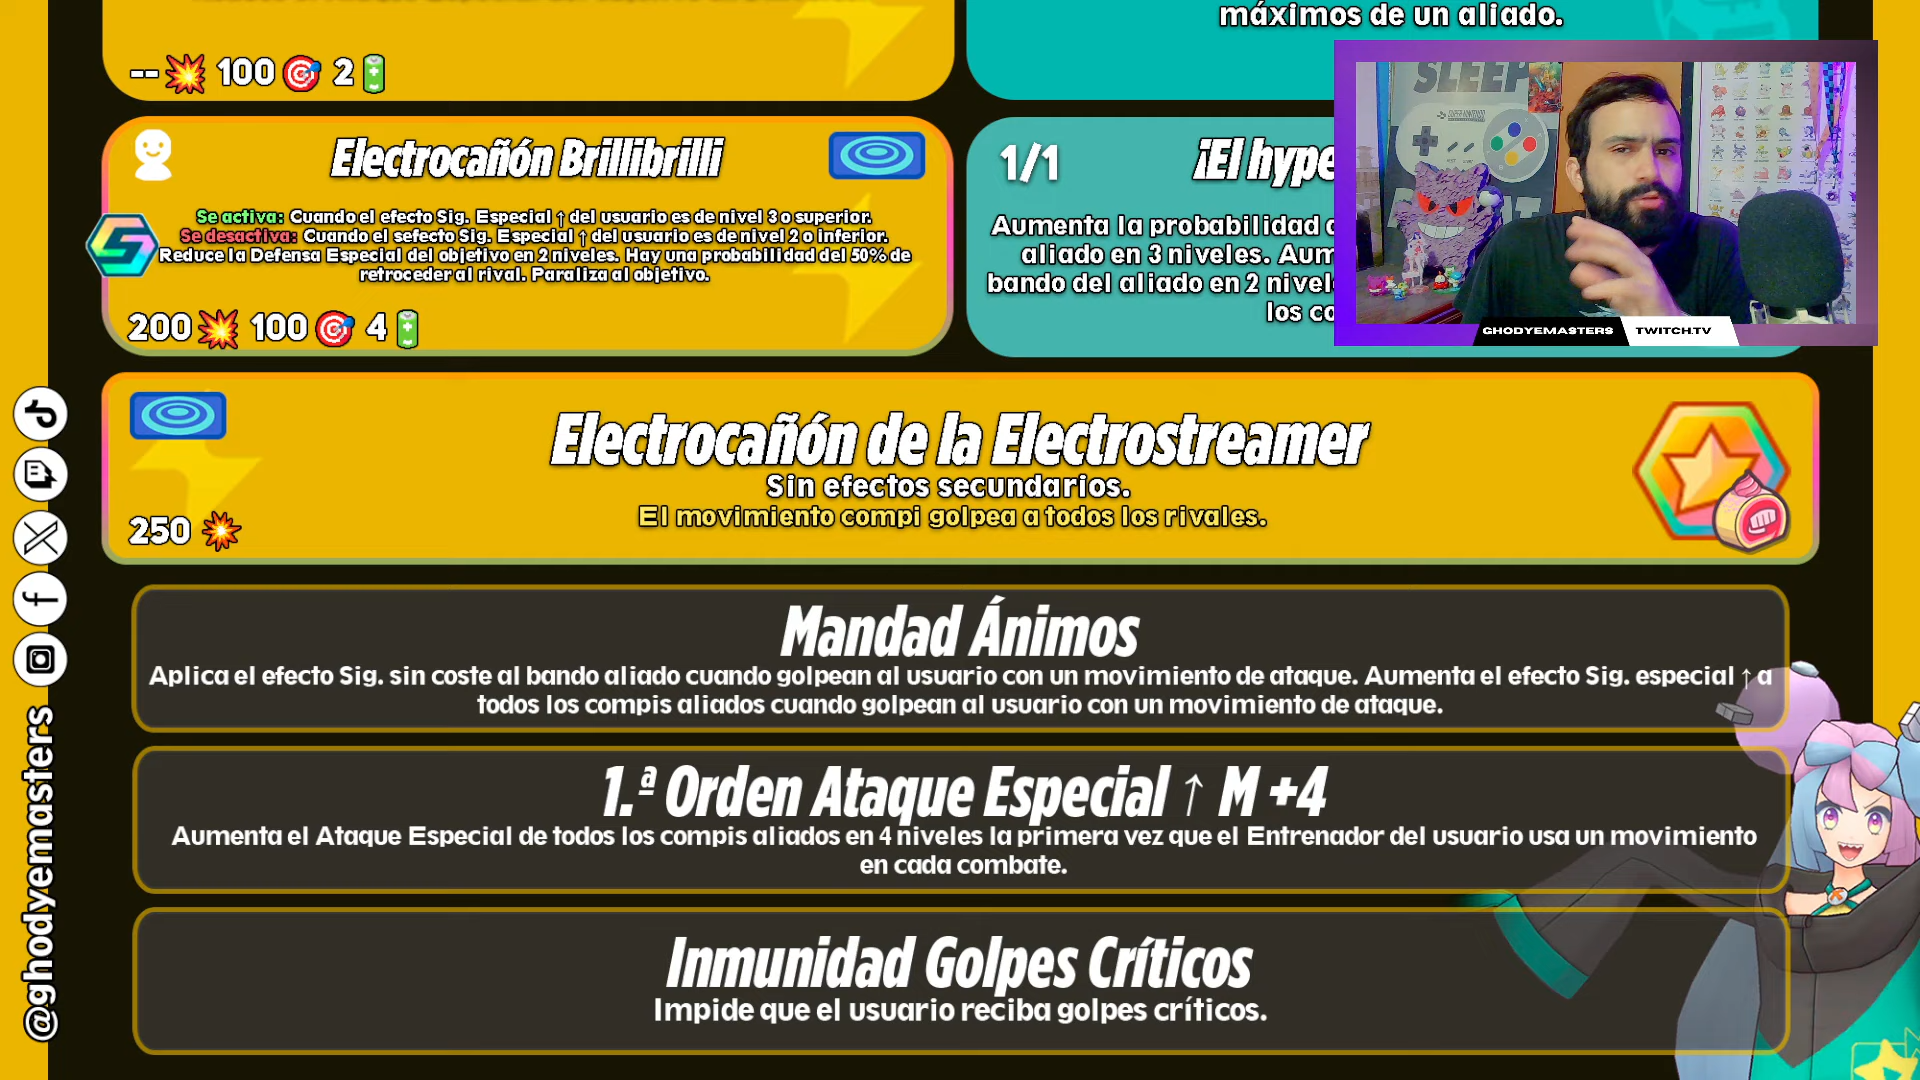 máximos de un aliado.
-- 100 2
SLEEP
Electrocañón Brillibrilli
Se activa: Cuando el efecto Sig. Especial ↑ del usuario es de nivel 3 o superior.
Se desactiva: Cuando el sefecto Sig. Especial ↑ del usuario es de nivel 2 o inferior.
Reduce la Defensa Especial del objetivo en 2 niveles. Hay una probabilidad del 50% de
retroceder al rival. Paraliza al objetivo.
200 100 4
1/1
¡El hype
Aumenta la probabilidad
aliado en 3 niveles.
bando del aliado en 2
los
GHODYEMASTERS TWITCH.TV
Electrocañón de la Electrostreamer
Sin efectos secundarios.
El movimiento compi golpea a todos los rivales.
250
Mandad Ánimos
Aplica el efecto Sig. sin coste al bando aliado cuando golpean al usuario con un movimiento de ataque. Aumenta el efecto Sig. especial ↑ a
todos los compis aliados cuando golpean al usuario con un movimiento de ataque.
1.ª Orden Ataque Especial ↑ M +4
Aumenta el Ataque Especial de todos los compis aliados en 4 niveles la primera vez que el Entrenador del usuario usa un movimiento
en cada combate.
Inmunidad Golpes Críticos
Impide que el usuario reciba golpes críticos.
@ghodyemasters